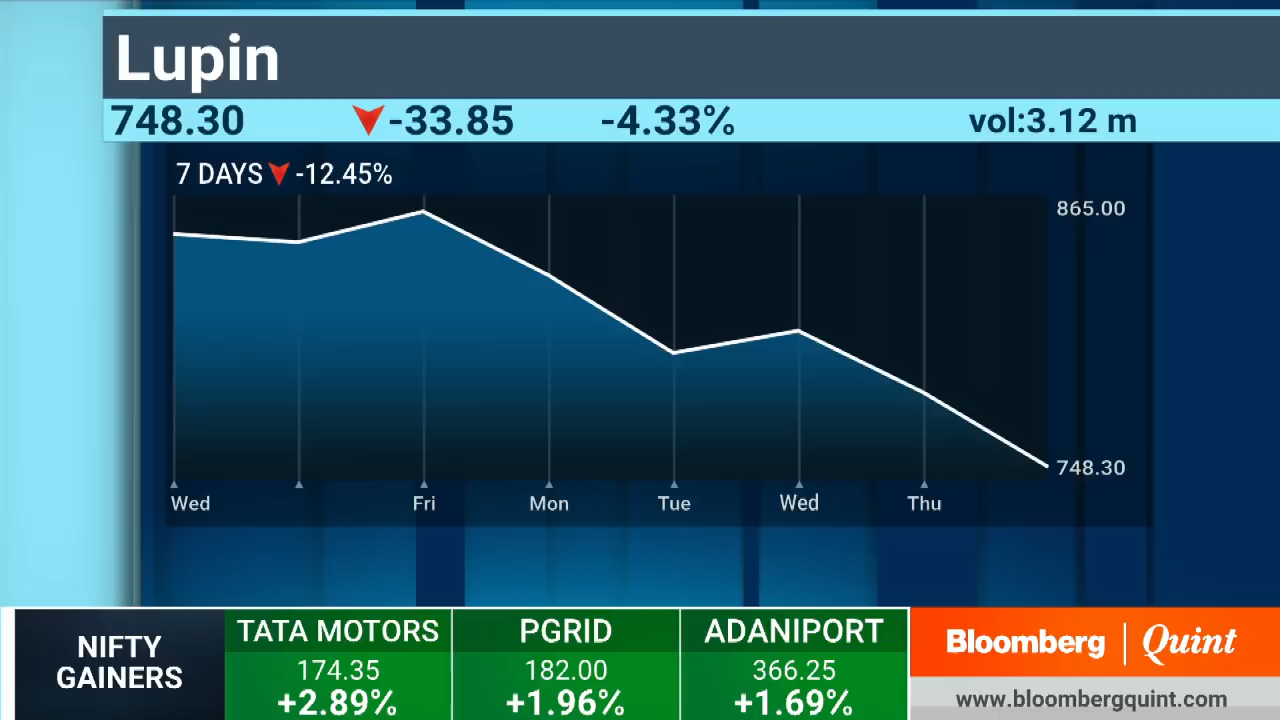 Lupin
748.30 -33.85 -4.33% vol:3.12 m
7 DAYS -12.45%
865.00
748.30
Wed Fri Mon Tue Wed Thu
NIFTY
GAINERS
TATA MOTORS
174.35
+2.89%
PGRID
182.00
+1.96%
ADANIPORT
366.25
+1.69%
Bloomberg | Quint
www.bloombergquint.com